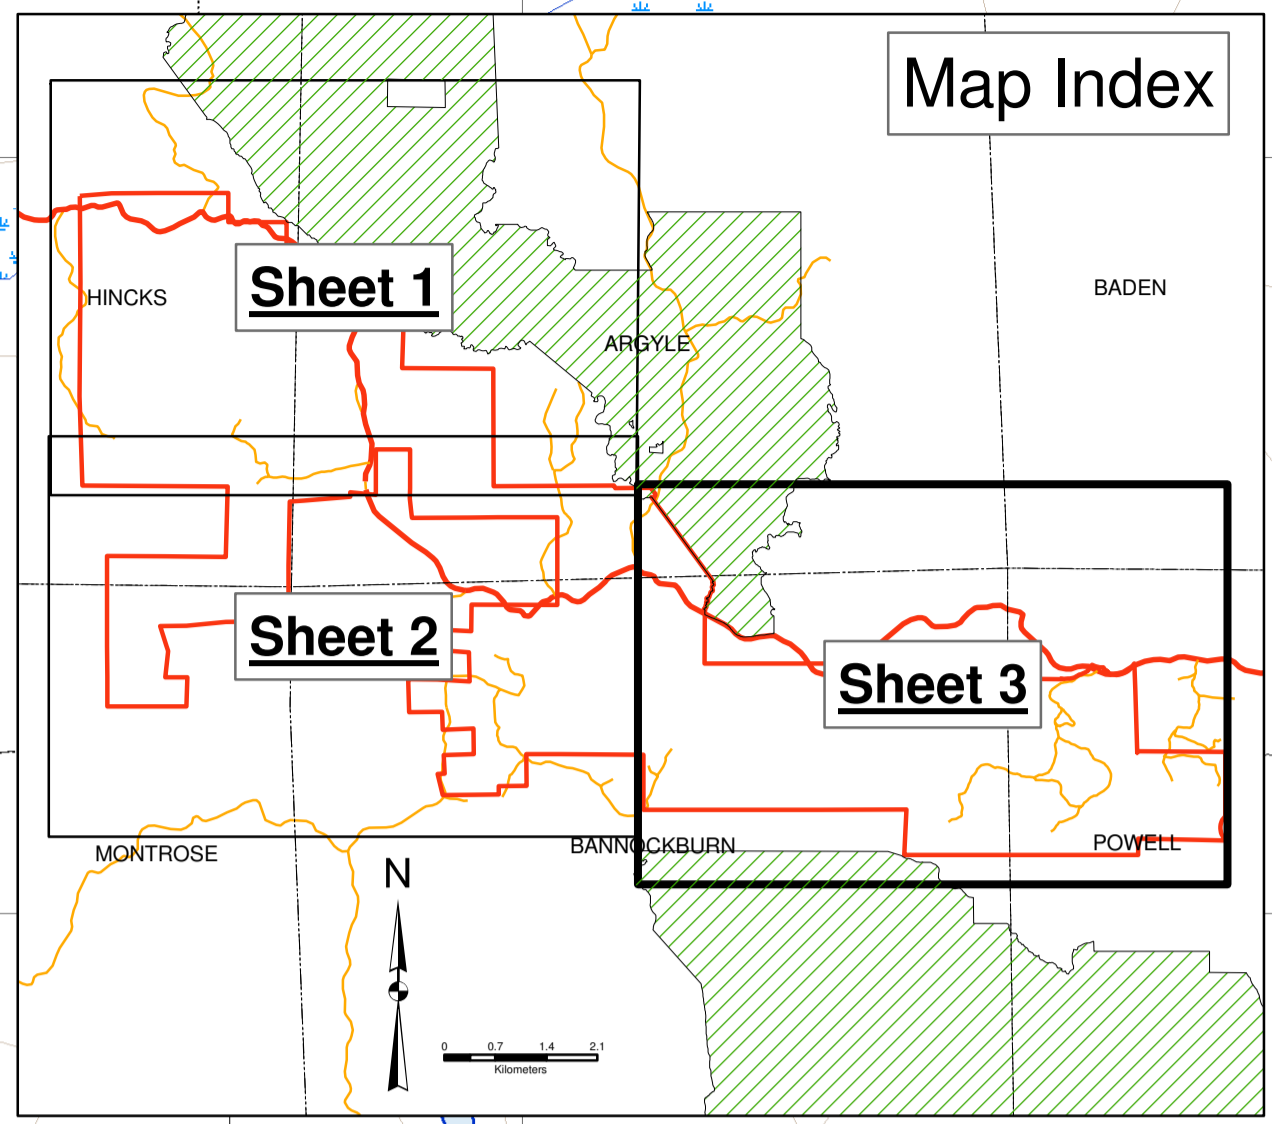 Map Index
Sheet 1
HINCKS
BADEN
ARGYLE
Sheet 2
Sheet 3
MONTROSE
BANNOCKBURN
POWELL
N
0 0.7 1.4 2.1
Kilometers